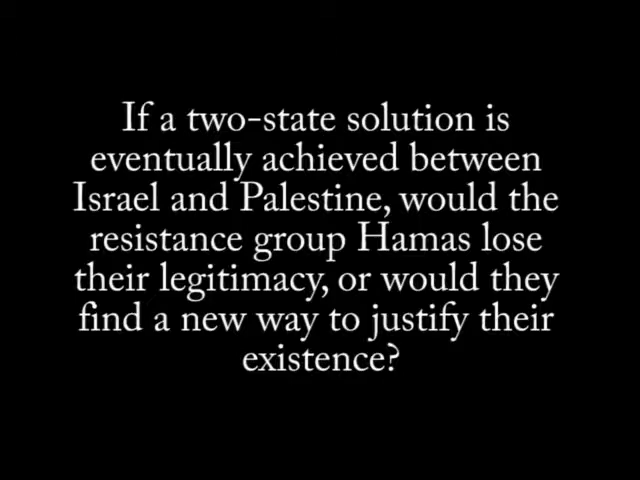 If a two-state solution is
eventually achieved between
Israel and Palestine, would the
resistance group Hamas lose
their legitimacy, or would they
find a new way to justify their
existence?